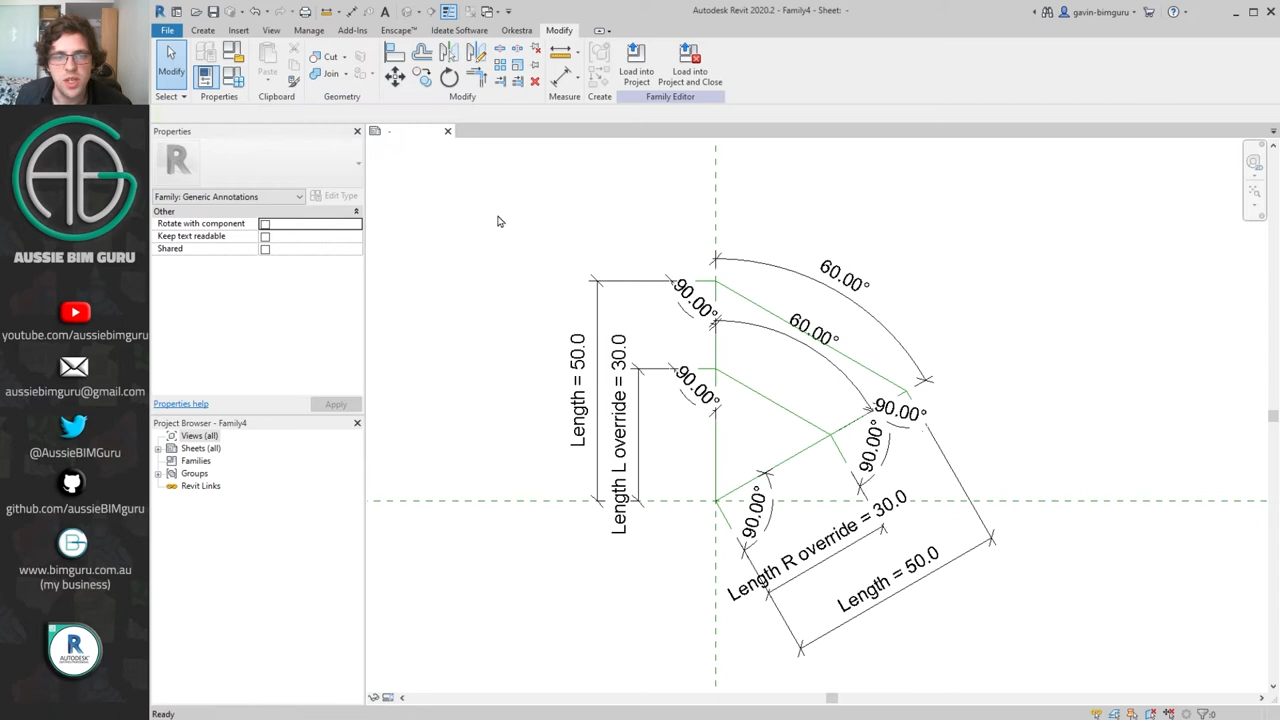 Autodesk Revit 2020.2 - Family4 - Sheet: -
gavin-bimguru
File
Create
Insert
View
Manage
Add-Ins
Enscape™
Ideate Software
Orkestra
Modify
Modify
Paste
Cut
Join
Load into
Project
Load into
Project and Close
Select
Properties
Clipboard
Geometry
Modify
Measure
Create
Family Editor
Properties
-
Family: Generic Annotations
Edit Type
Other
Rotate with component
Keep text readable
Shared
Properties help
Apply
Project Browser - Family4
Views (all)
Sheets (all)
Families
Groups
Revit Links
Ready
AUSSIE BIM GURU
youtube.com/aussiebimguru
aussiebimguru@gmail.com
@AussieBIMGuru
github.com/aussieBIMguru
www.bimguru.com.au
(my business)
60.00°
90.00°
60.00°
Length = 50.0
Length L override = 30.0
90.00°
90.00°
90.00°
90.00°
Length R override = 30.0
Length = 50.0